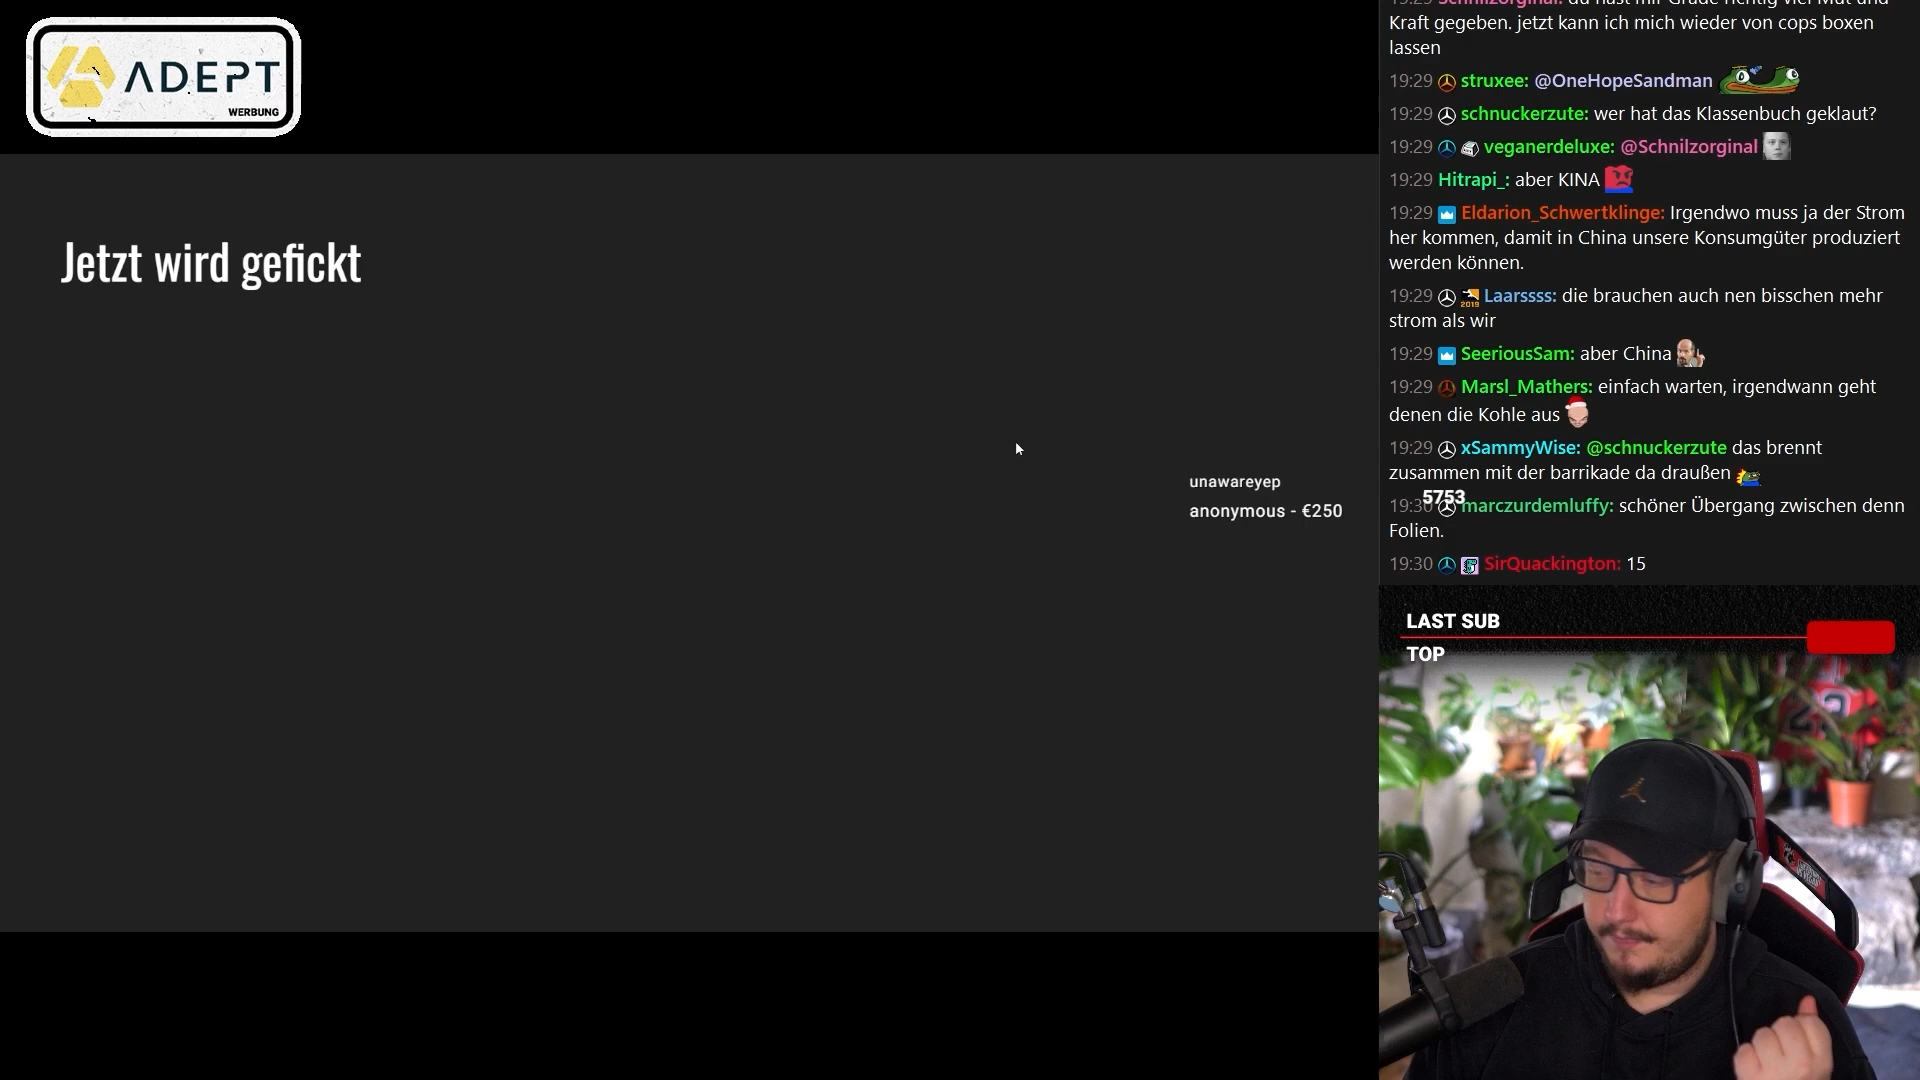 ADEPT
WERBUNG
Jetzt wird gefickt
unawareyep
anonymous - €250
Kraft gegeben. jetzt kann ich mich wieder von cops boxen
lassen
19:29 struxee: @OneHopeSandman
19:29 schnuckerzute: wer hat das Klassenbuch geklaut?
19:29 veganerdeluxe: @Schnilzorginal
19:29 Hitrapi_: aber KINA
19:29 Eldarion_Schwertklinge: Irgendwo muss ja der Strom
her kommen, damit in China unsere Konsumgüter produziert
werden können.
19:29 2019 Laarssss: die brauchen auch nen bisschen mehr
strom als wir
19:29 SeeriousSam: aber China
19:29 Marsl_Mathers: einfach warten, irgendwann geht
denen die Kohle aus
19:29 xSammyWise: @schnuckerzute das brennt
zusammen mit der barrikade da draußen
5753
19:30 marczurdemluffy: schöner Übergang zwischen denn
Folien.
19:30 SirQuackington: 15
LAST SUB
TOP